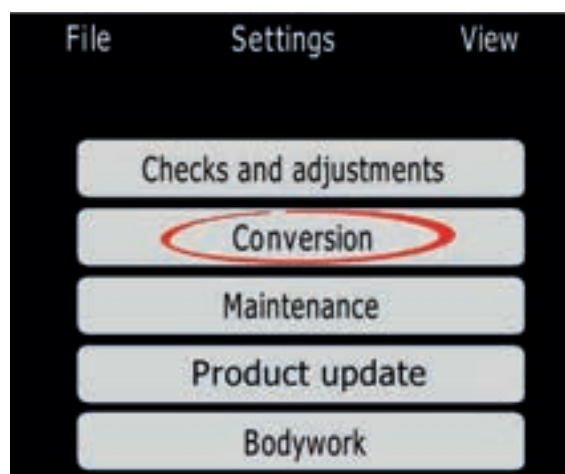 File Settings View
Checks and adjustments
Conversion
Maintenance
Product update
Bodywork